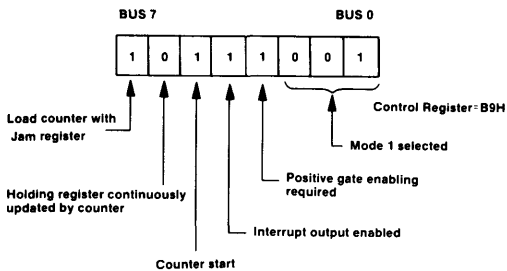 BUS 7
BUS 0
1 0 1 1 1 0 0 1
Load counter with
Jam register
Control Register=B9H
Mode 1 selected
Positive gate enabling
required
Holding register continuously
updated by counter
Interrupt output enabled
Counter start